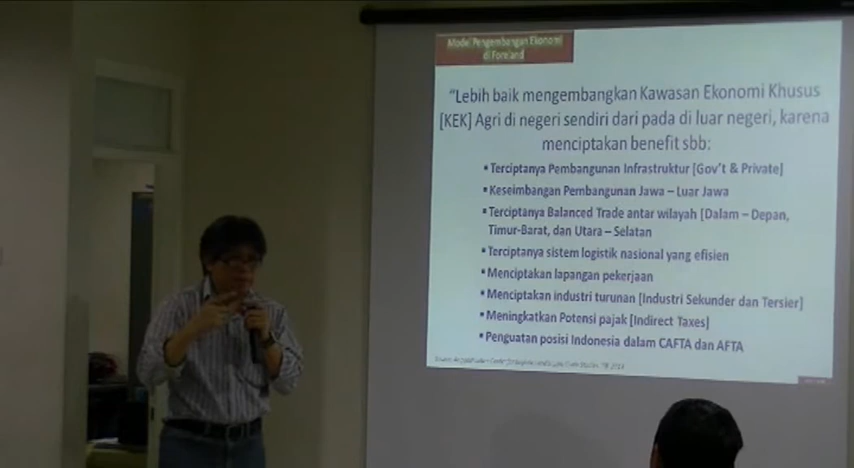 Model Pengembangan Ekonomi
di Foreland
"Lebih baik mengembangkan Kawasan Ekonomi Khusus
[KEK] Agri di negeri sendiri dari pada di luar negeri, karena
menciptakan benefit sbb:
▪ Terciptanya Pembangunan Infrastruktur [Gov't & Private]
▪ Keseimbangan Pembangunan Jawa – Luar Jawa
▪ Terciptanya Balanced Trade antar wilayah [Dalam – Depan,
Timur-Barat, dan Utara – Selatan
▪ Terciptanya sistem logistik nasional yang efisien
▪ Menciptakan lapangan pekerjaan
▪ Menciptakan industri turunan [Industri Sekunder dan Tersier]
▪ Meningkatkan Potensi pajak [Indirect Taxes]
▪ Penguatan posisi Indonesia dalam CAFTA dan AFTA